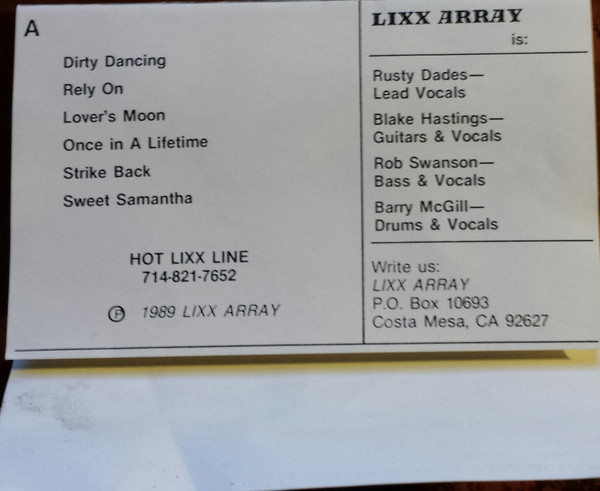 A
Dirty Dancing
Rely On
Lover's Moon
Once in A Lifetime
Strike Back
Sweet Samantha
HOT LIXX LINE
714-821-7652
Ⓟ 1989 LIXX ARRAY
LIXX ARRAY
is:
Rusty Dades—
Lead Vocals
Blake Hastings—
Guitars & Vocals
Rob Swanson—
Bass & Vocals
Barry McGill—
Drums & Vocals
Write us:
LIXX ARRAY
P.O. Box 10693
Costa Mesa, CA 92627